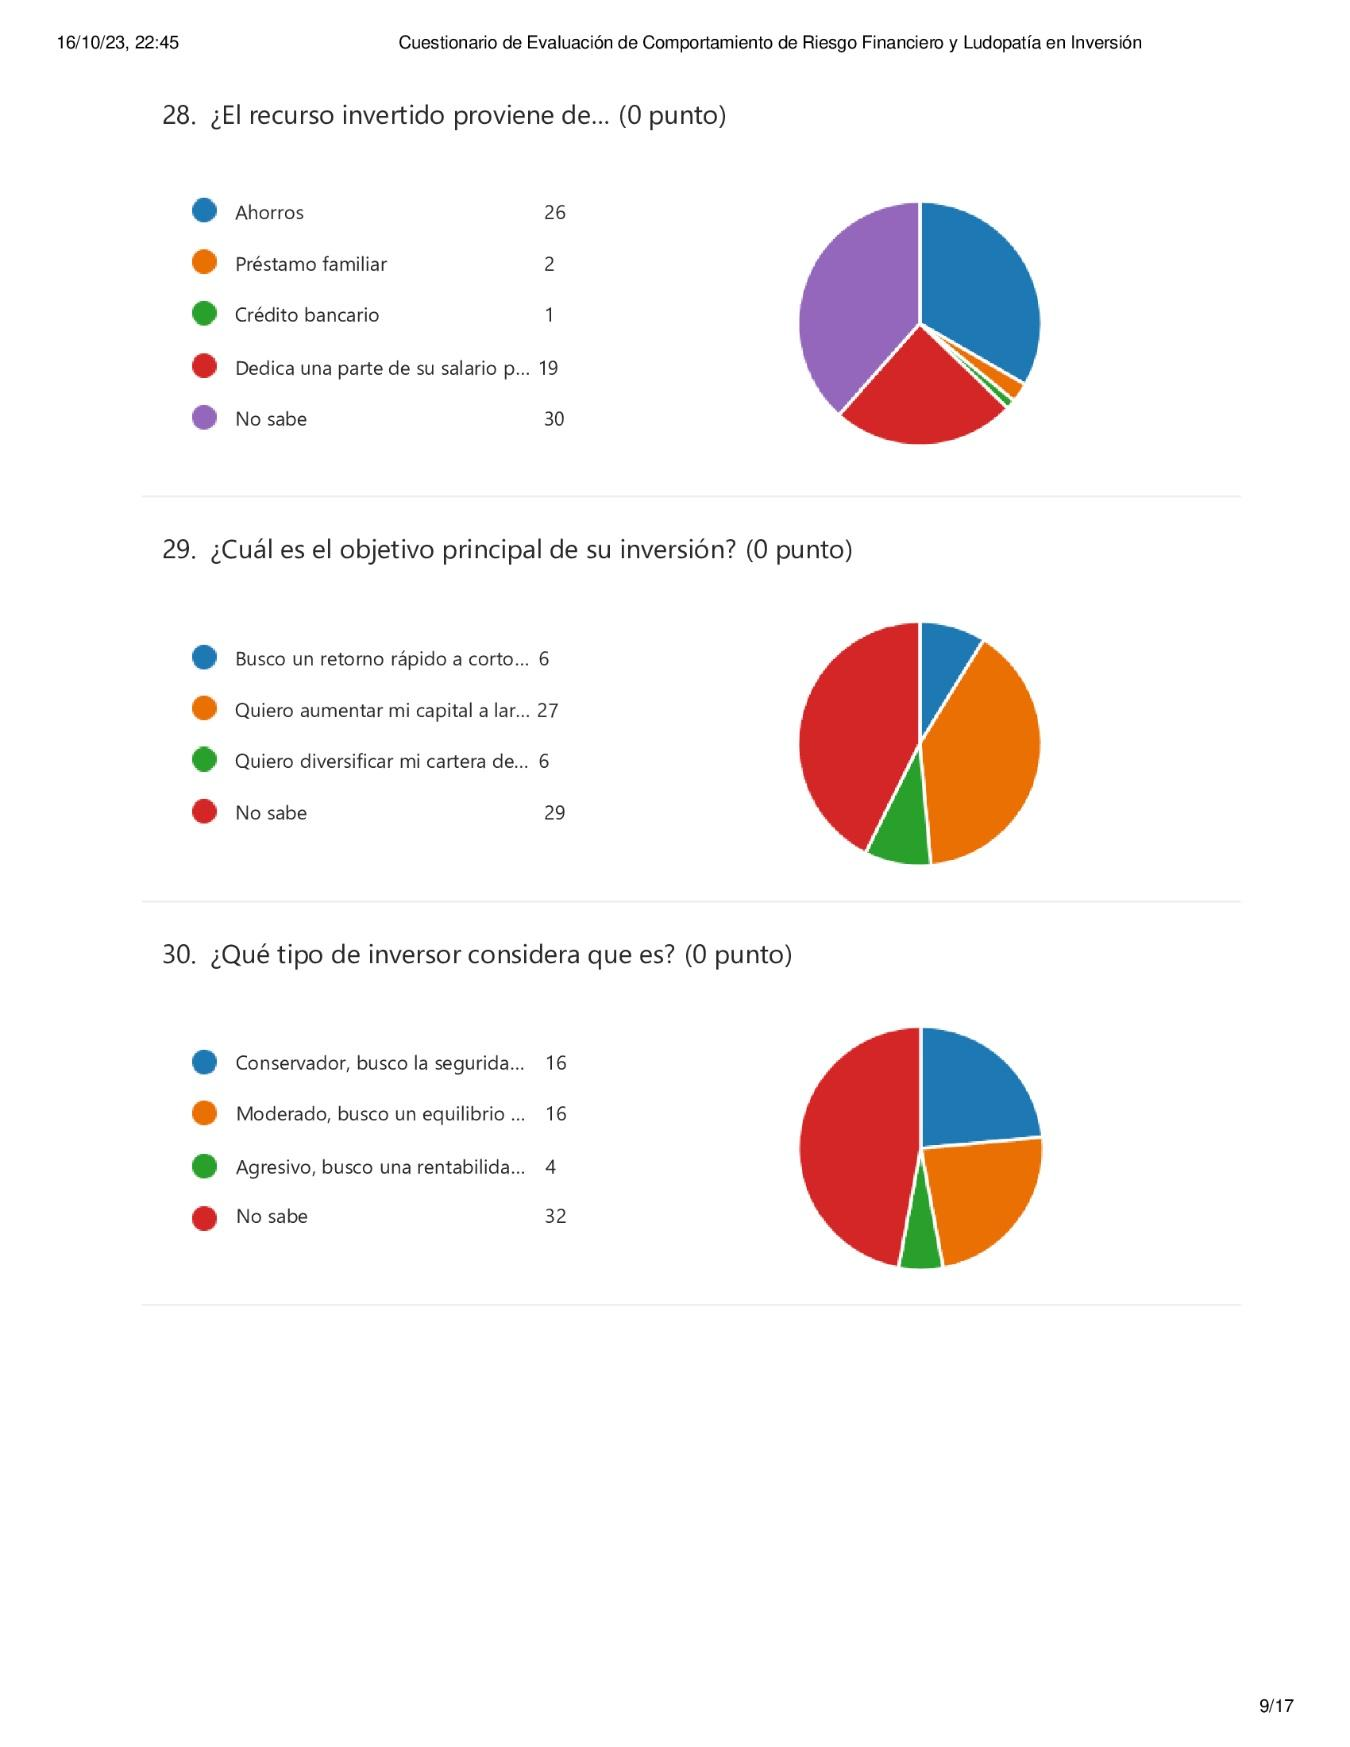 16/10/23, 22:45 Cuestionario de Evaluación de Comportamiento de Riesgo Financiero y Ludopatía en Inversión
28. ¿El recurso invertido proviene de... (0 punto)
Ahorros 26
Préstamo familiar 2
Crédito bancario 1
Dedica una parte de su salario p... 19
No sabe 30
29. ¿Cuál es el objetivo principal de su inversión? (0 punto)
Busco un retorno rápido a corto... 6
Quiero aumentar mi capital a lar... 27
Quiero diversificar mi cartera de... 6
No sabe 29
30. ¿Qué tipo de inversor considera que es? (0 punto)
Conservador, busco la segurida... 16
Moderado, busco un equilibrio ... 16
Agresivo, busco una rentabilida... 4
No sabe 32
9/17